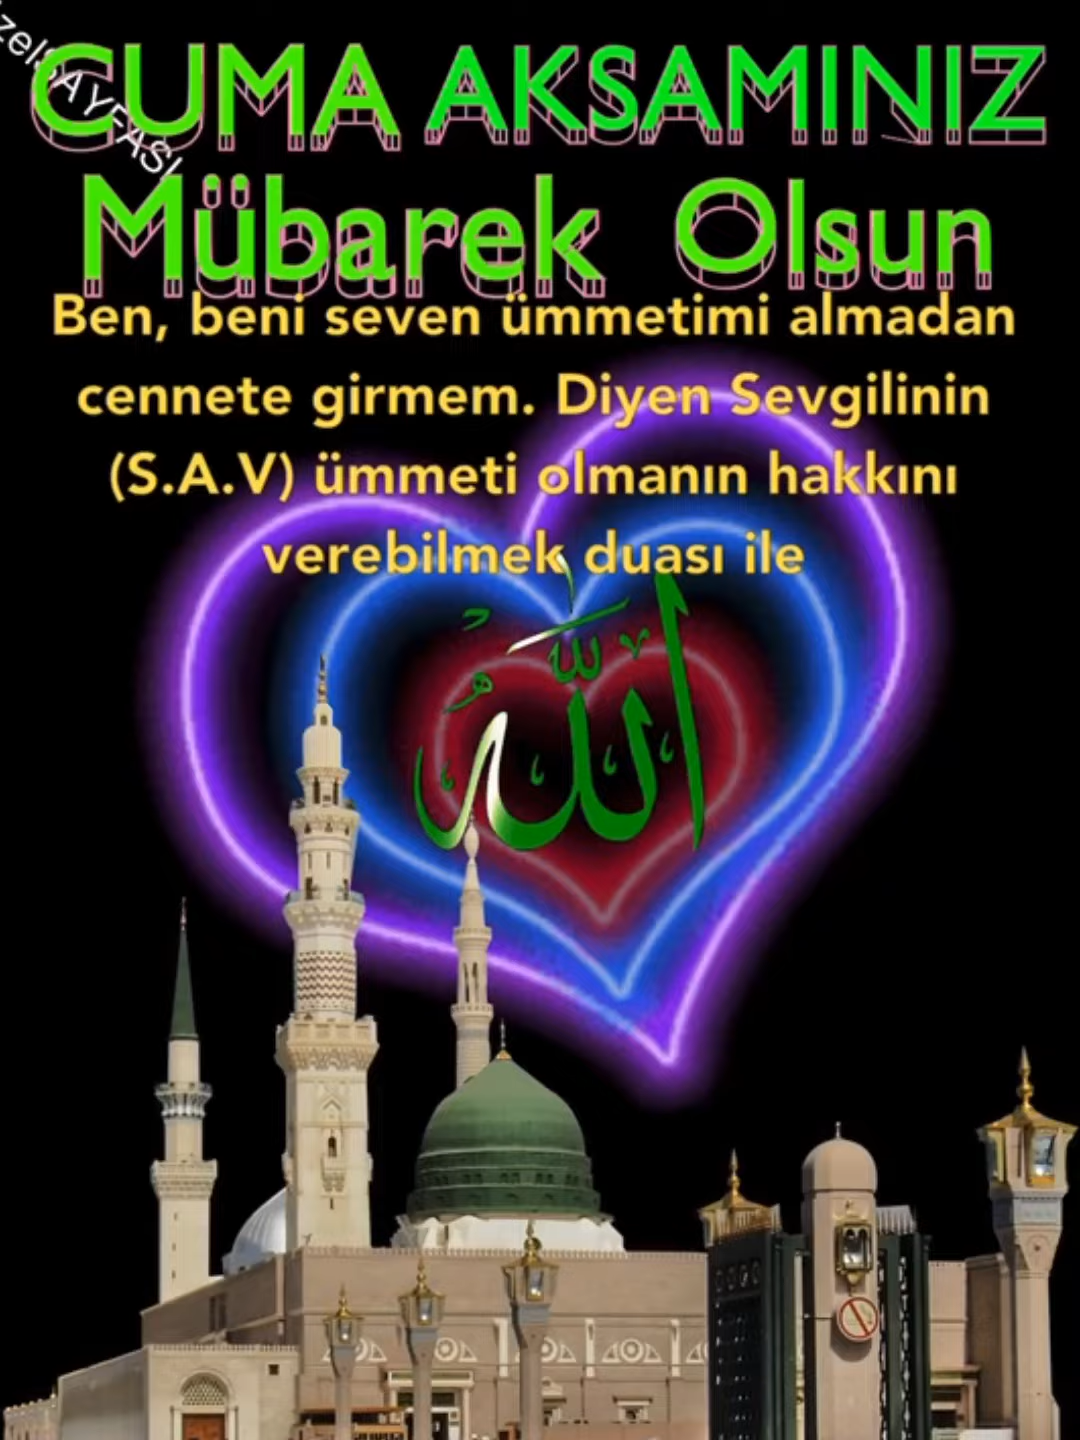 CUMA AKSAMINIZ
Mübarek Olsun
Ben, beni seven ümmetimi almadan
cennete girmem. Diyen Sevgilinin
(S.A.V) ümmeti olmanın hakkını
verebilmek duası ile
الله